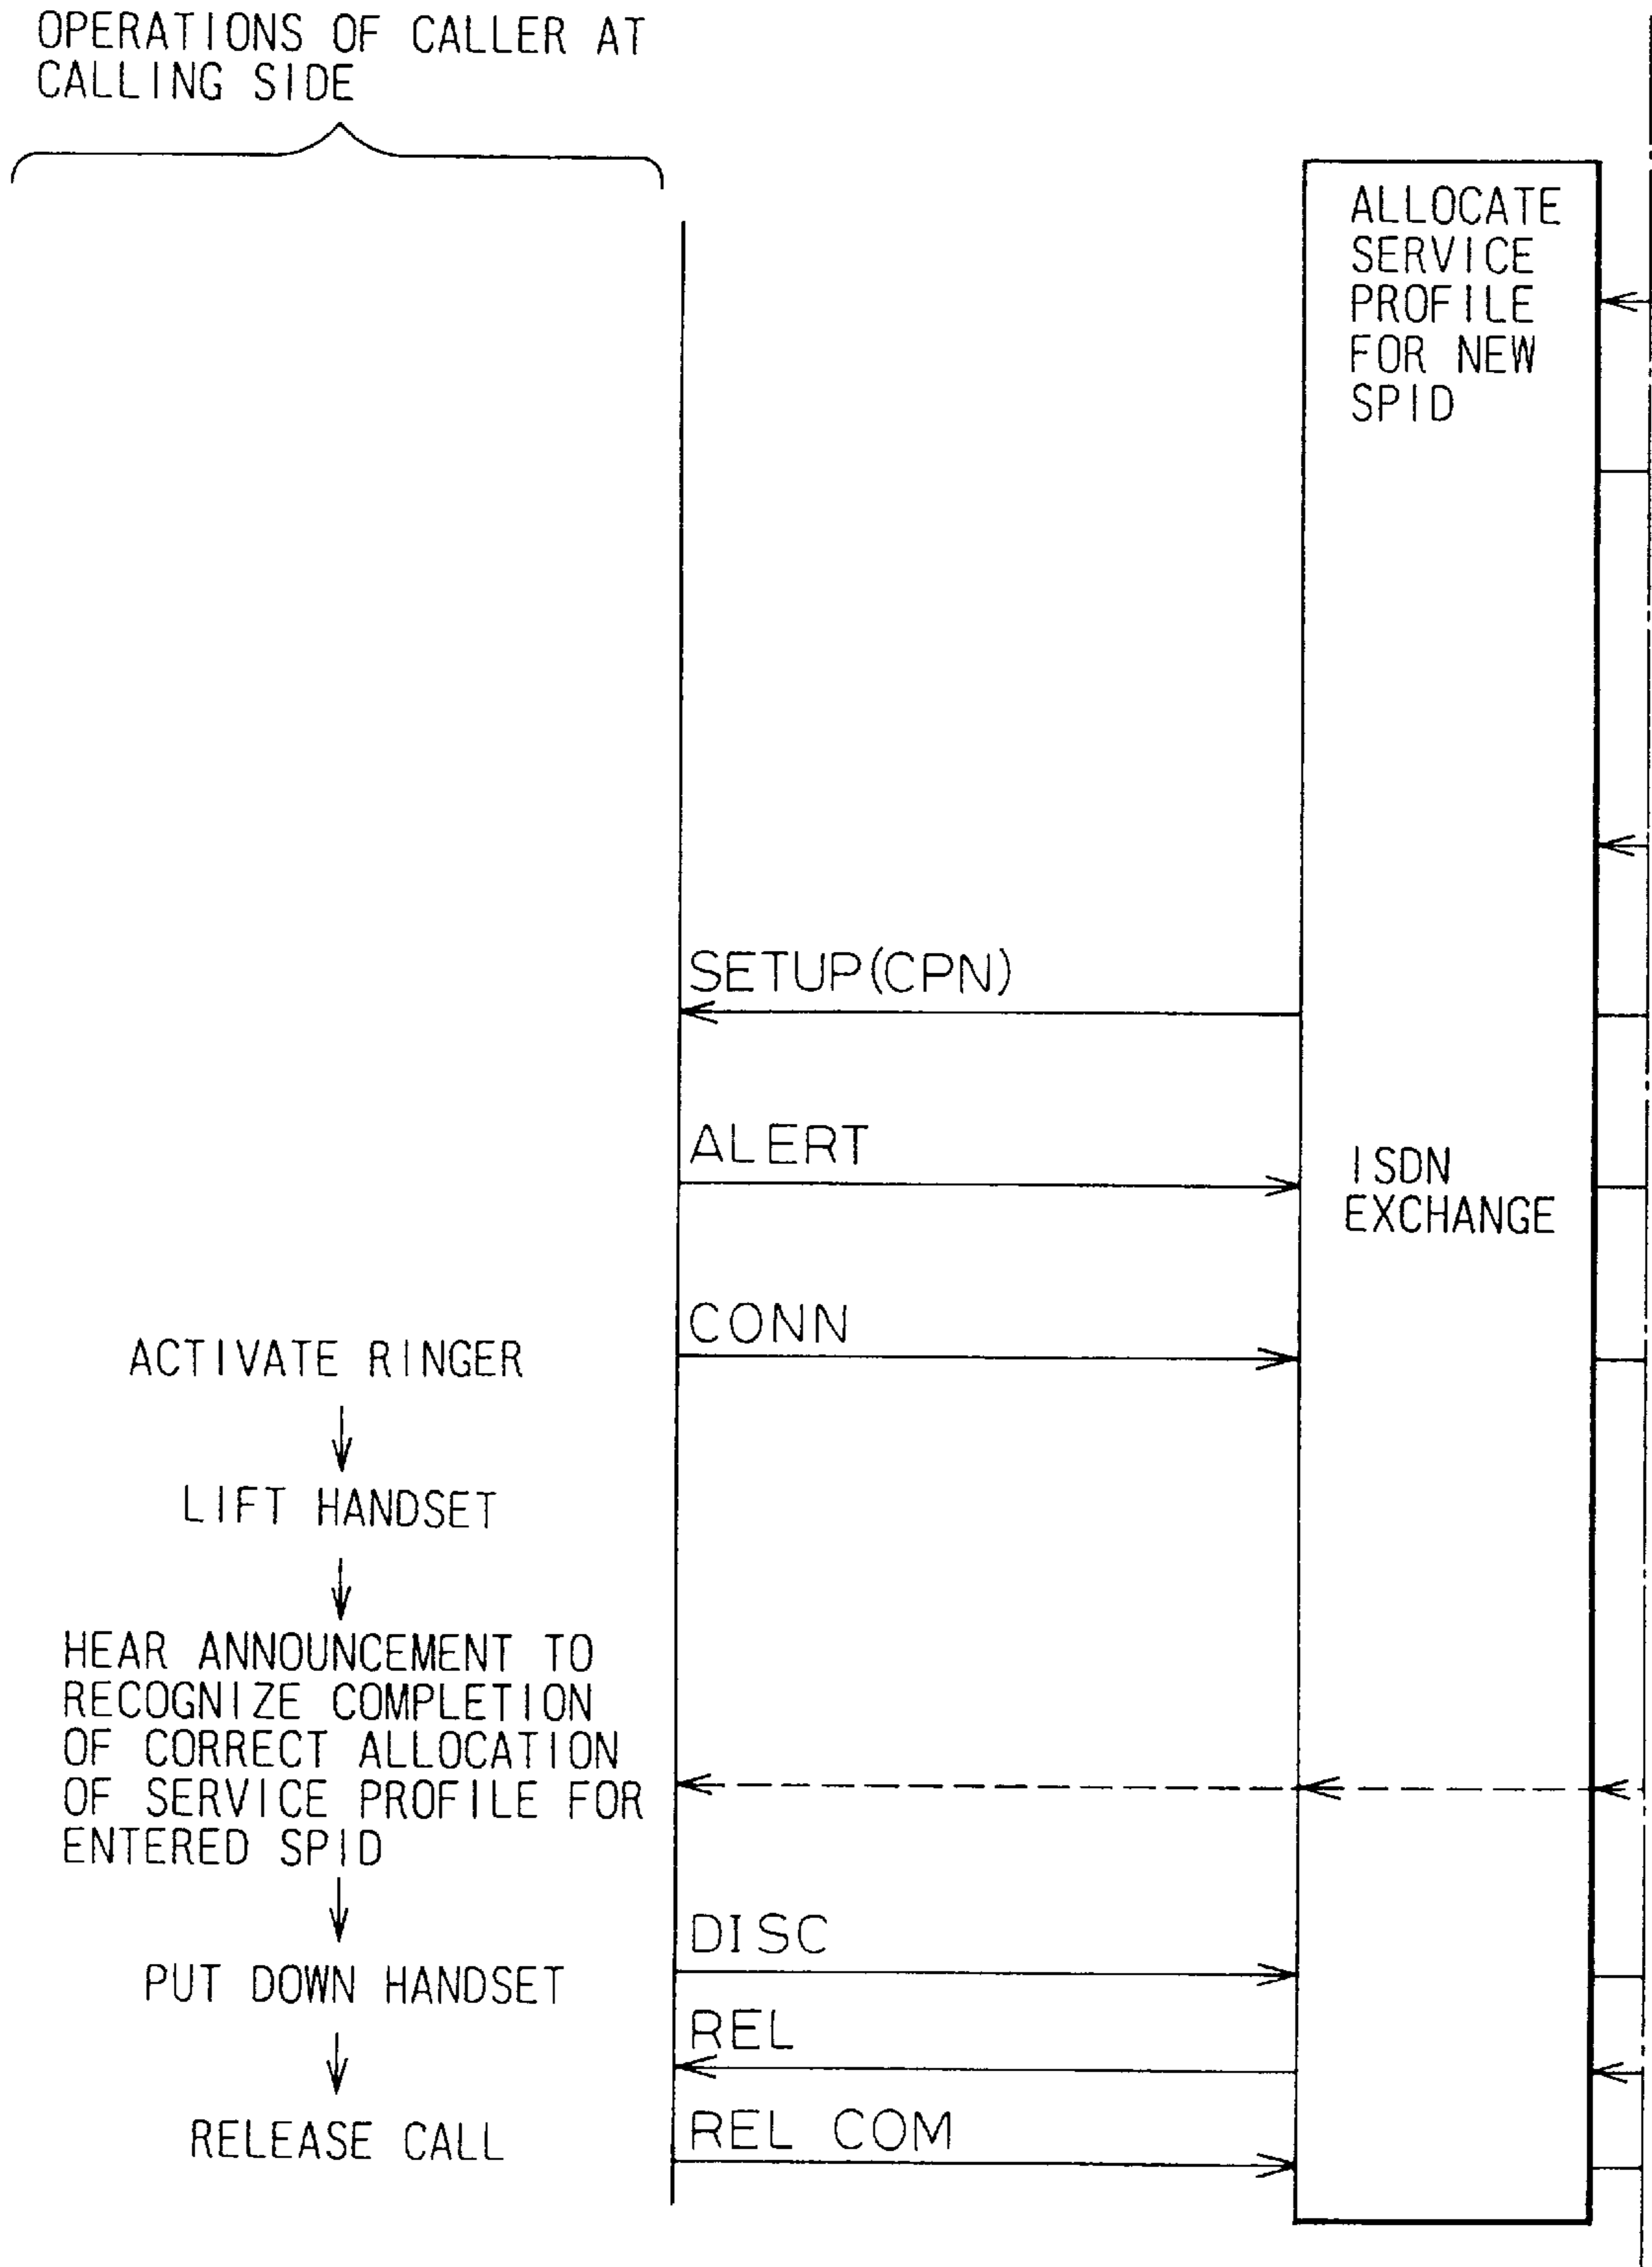 OPERATIONS OF CALLER AT
CALLING SIDE
ALLOCATE
SERVICE
PROFILE
FOR NEW
SPID
SETUP(CPN)
ALERT
ISDN
EXCHANGE
CONN
ACTIVATE RINGER
LIFT HANDSET
HEAR ANNOUNCEMENT TO
RECOGNIZE COMPLETION
OF CORRECT ALLOCATION
OF SERVICE PROFILE FOR
ENTERED SPID
DISC
PUT DOWN HANDSET
REL
REL COM
RELEASE CALL